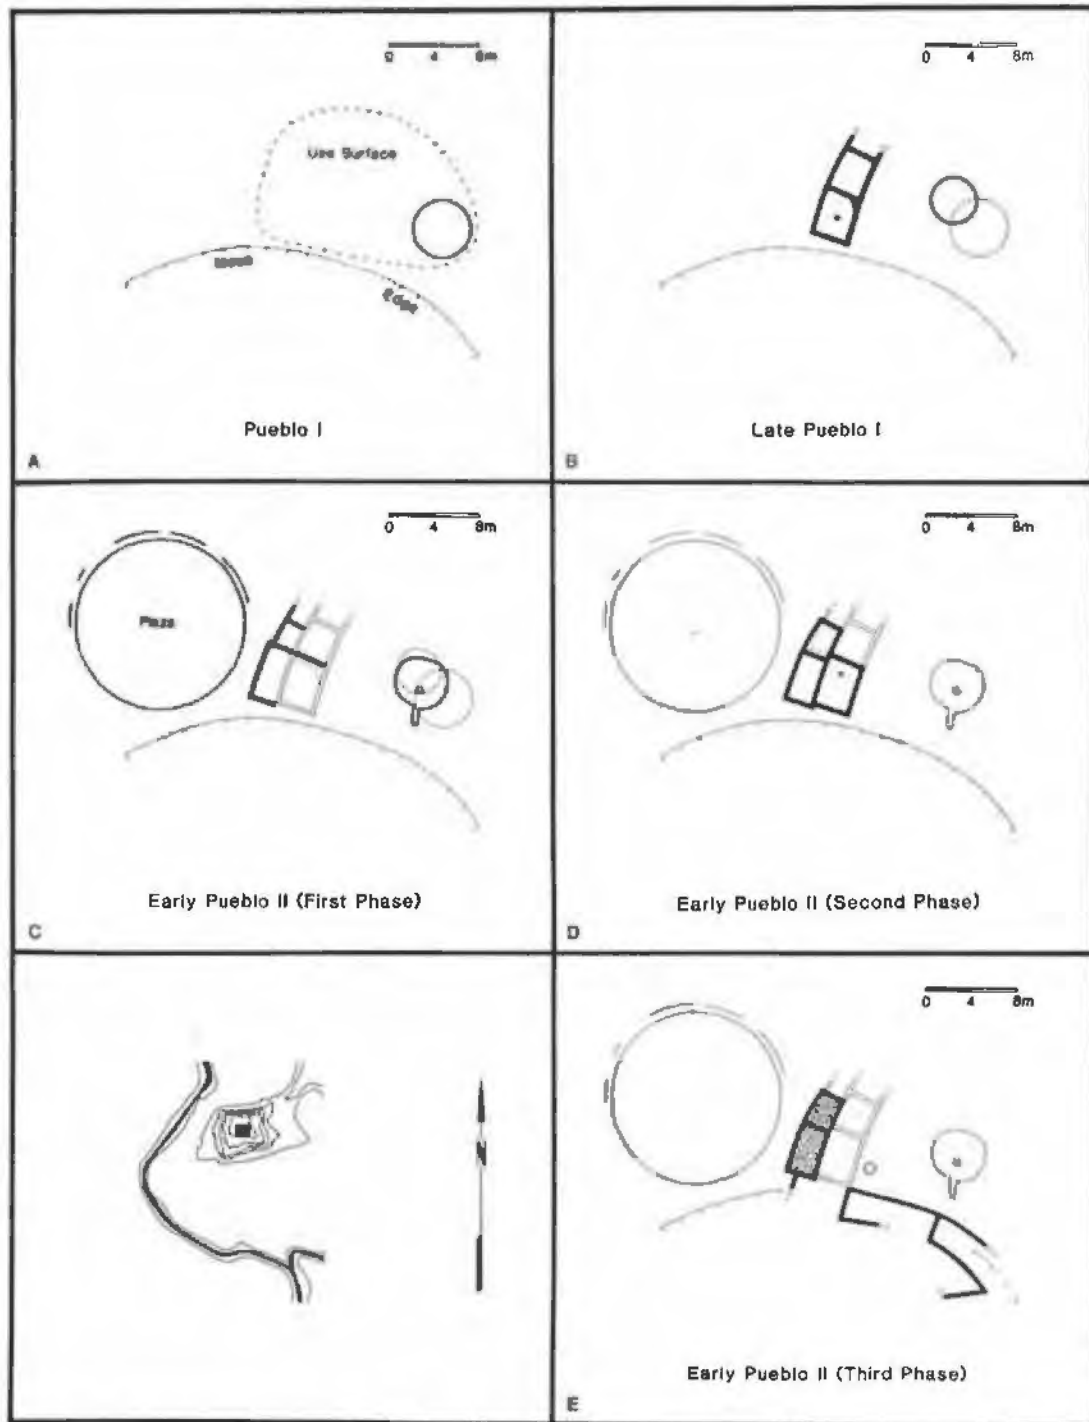 0 4 8m
Use Surface
Mesa
Edge
Pueblo I
A
0 4 8m
Late Pueblo I
B
0 4 8m
Plaza
Early Pueblo II (First Phase)
C
0 4 8m
Early Pueblo II (Second Phase)
D
N
0 4 8m
Early Pueblo II (Third Phase)
E